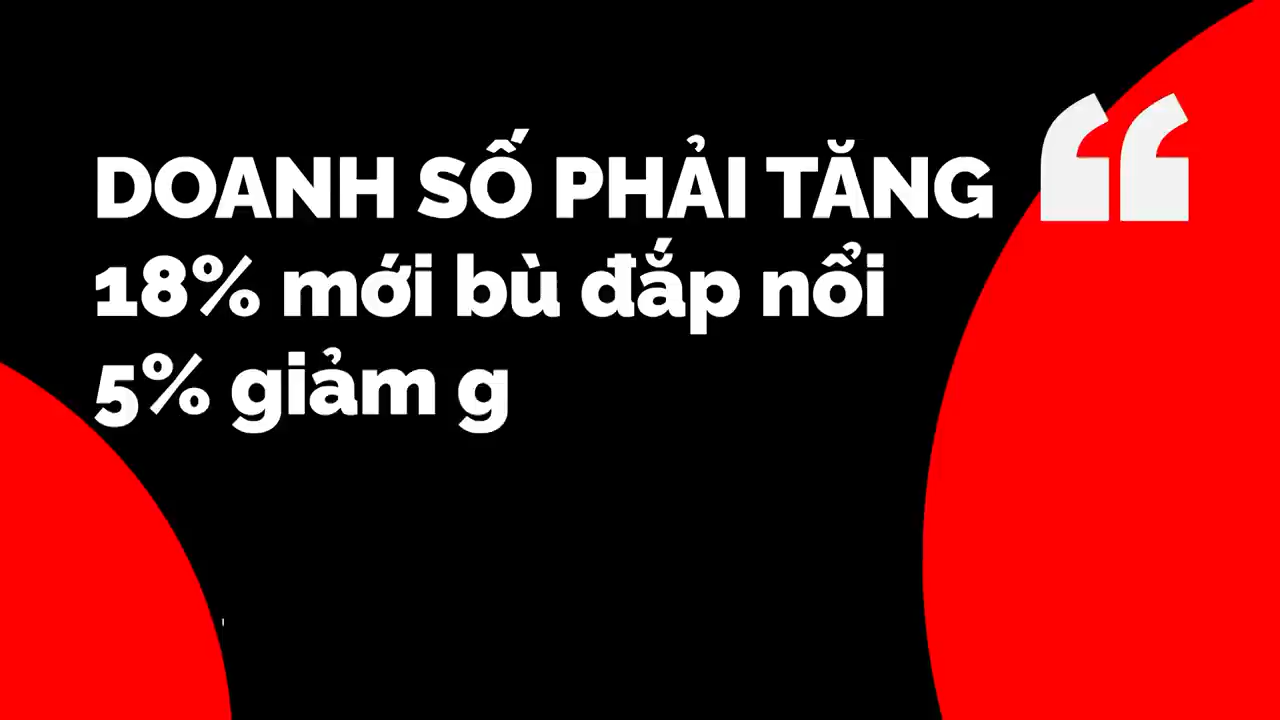 DOANH SỐ PHẢI TĂNG
18% mới bù đắp nổi
5% giảm g